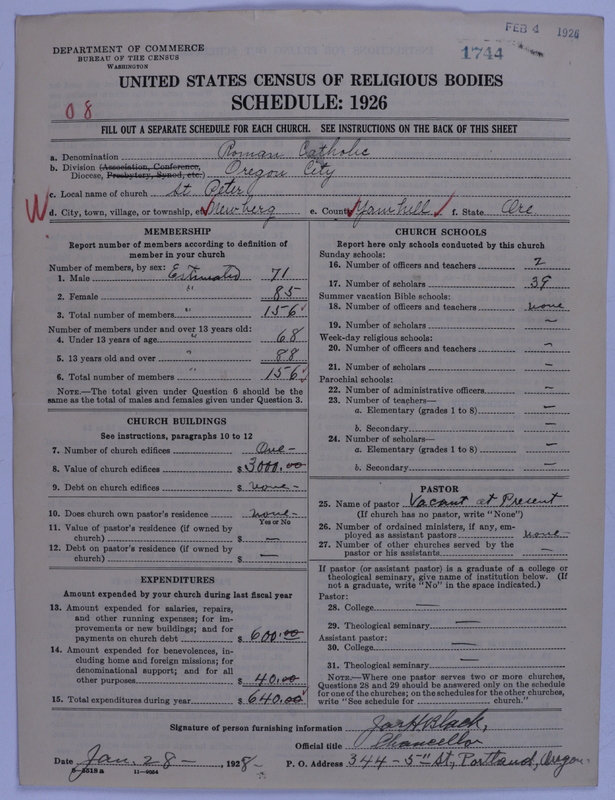 FEB 4 1926
1744
DEPARTMENT OF COMMERCE
BUREAU OF THE CENSUS
WASHINGTON
UNITED STATES CENSUS OF RELIGIOUS BODIES
SCHEDULE: 1926
08
FILL OUT A SEPARATE SCHEDULE FOR EACH CHURCH. SEE INSTRUCTIONS ON THE BACK OF THIS SHEET
a. Denomination Roman Catholic
b. Division (Association, Conference,
Diocese, Presbytery, Synod, etc.) Oregon City
c. Local name of church St Peter
W d. City, town, village, or township, etc. Newberg e. County Yamhill f. State Ore.
MEMBERSHIP
Report number of members according to definition of
member in your church
Number of members, by sex: Estimated
1. Male 71
2. Female " 85
3. Total number of members " 156
Number of members under and over 13 years old:
4. Under 13 years of age " 68
5. 13 years old and over " 88
6. Total number of members " 156
NOTE.—The total given under Question 6 should be the
same as the total of males and females given under Question 3.
CHURCH BUILDINGS
See instructions, paragraphs 10 to 12
7. Number of church edifices One -
8. Value of church edifices $ 3000.00
9. Debt on church edifices $ none -
10. Does church own pastor's residence none -
Yes or No
11. Value of pastor's residence (if owned by
church) $ —
12. Debt on pastor's residence (if owned by
church) $ —
EXPENDITURES
Amount expended by your church during last fiscal year
13. Amount expended for salaries, repairs,
and other running expenses; for im-
provements or new buildings; and for
payments on church debt $ 600.00
14. Amount expended for benevolences, in-
cluding home and foreign missions; for
denominational support; and for all
other purposes $ 40.00
15. Total expenditures during year $ 640.00
CHURCH SCHOOLS
Report here only schools conducted by this church
Sunday schools:
16. Number of officers and teachers 2
17. Number of scholars 39
Summer vacation Bible schools:
18. Number of officers and teachers none
19. Number of scholars —
Week-day religious schools:
20. Number of officers and teachers —
21. Number of scholars —
Parochial schools:
22. Number of administrative officers —
23. Number of teachers—
a. Elementary (grades 1 to 8) —
b. Secondary —
24. Number of scholars—
a. Elementary (grades 1 to 8) —
b. Secondary —
PASTOR
25. Name of pastor Vacant at Present
(If church has no pastor, write "None")
26. Number of ordained ministers, if any, em-
ployed as assistant pastors none
27. Number of other churches served by the
pastor or his assistants —
If pastor (or assistant pastor) is a graduate of a college or
theological seminary, give name of institution below. (If
not a graduate, write "No" in the space indicated.)
Pastor:
28. College —
29. Theological seminary —
Assistant pastor:
30. College —
31. Theological seminary —
NOTE.—Where one pastor serves two or more churches,
Questions 28 and 29 should be answered only on the schedule
for one of the churches; on the schedules for the other churches,
write "See schedule for church."
Signature of person furnishing information Jas H Black,
Official title Chancellor
Date Jan. 28 - , 1928- P. O. Address 344 - 5th St, Portland, Oregon.
8-5518a 11-9024